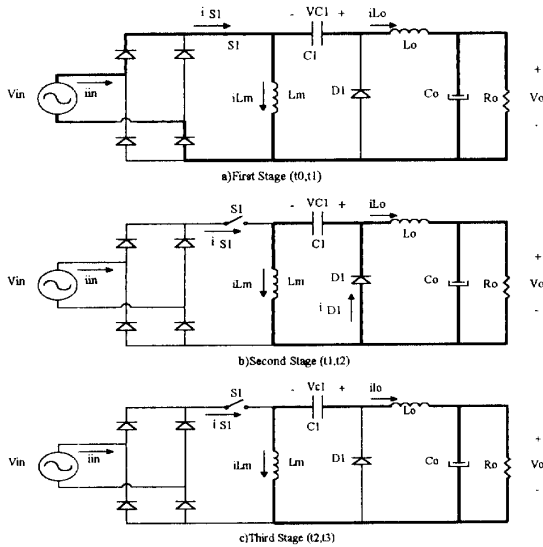 i S1 - VC1 + iLo
S1 C1 Lo
Vin iin iLm Lm D1 Co Ro + Vo -
a)First Stage (t0,t1)
S1 - VC1 + iLo
i S1 C1 Lo
Vin iin iLm Lm D1 i D1 Co Ro + Vo -
b)Second Stage (t1,t2)
S1 - Vc1 + ilo
i S1 C1 Lo
Vin iin iLm Lm D1 Co Ro + Vo -
c)Third Stage (t2,t3)